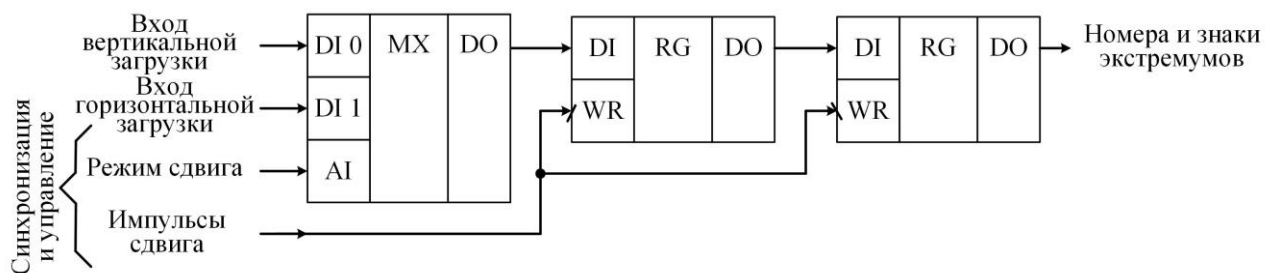 Вход
вертикальной
загрузки
DI 0
MX
DO
DI
RG
DO
DI
RG
DO
Номера и знаки
экстремумов
Вход
горизонтальной
загрузки
DI 1
WR
WR
Синхронизация
и управление
Режим сдвига
AI
Импульсы
сдвига